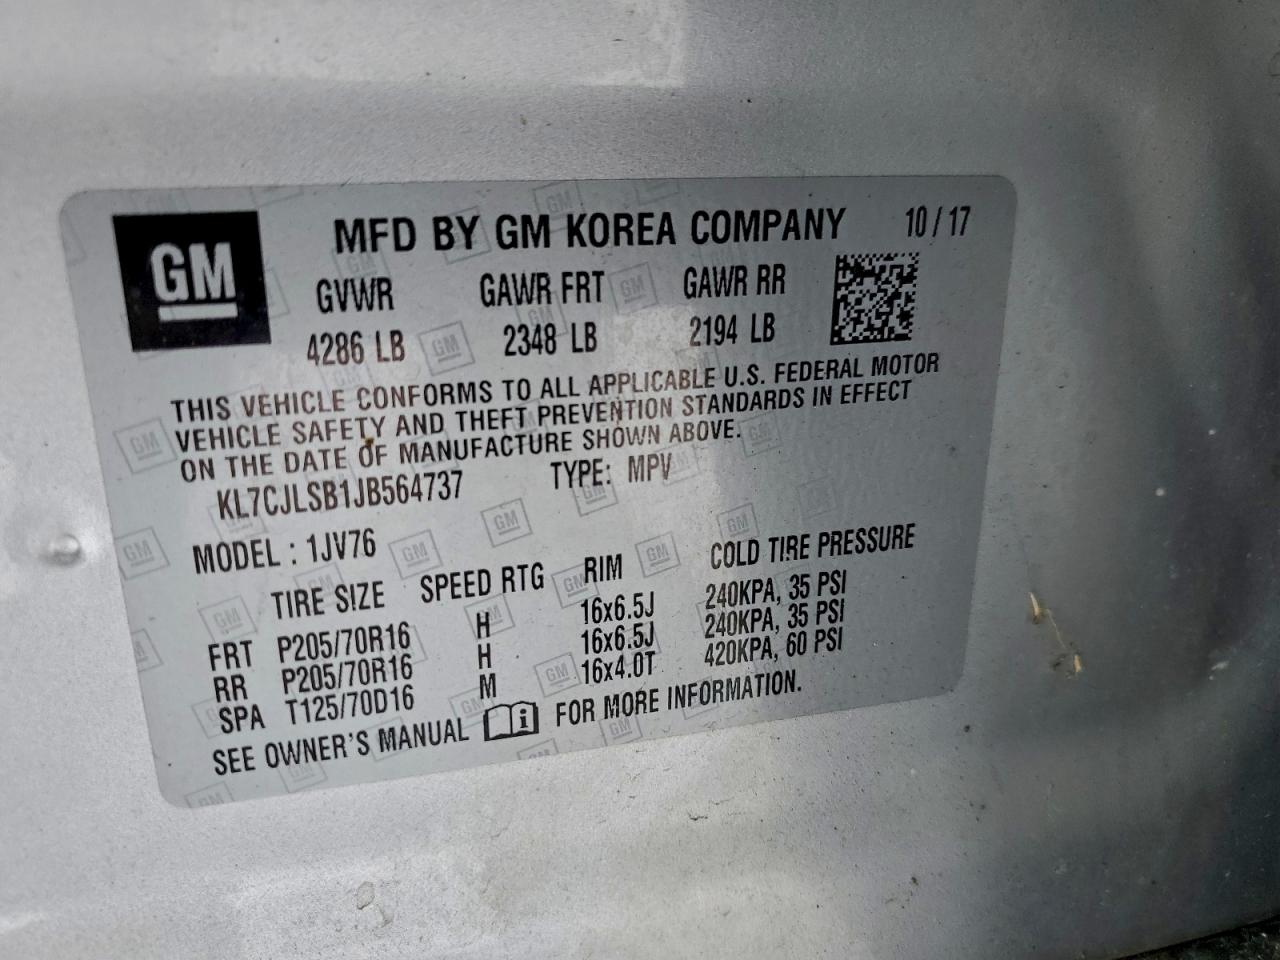 GM
MFD BY GM KOREA COMPANY 10/17
GVWR GAWR FRT GAWR RR
4286 LB 2348 LB 2194 LB
THIS VEHICLE CONFORMS TO ALL APPLICABLE U.S. FEDERAL MOTOR
VEHICLE SAFETY AND THEFT PREVENTION STANDARDS IN EFFECT
ON THE DATE OF MANUFACTURE SHOWN ABOVE.
KL7CJLSB1JB564737 TYPE: MPV
MODEL : 1JV76
TIRE SIZE SPEED RTG RIM COLD TIRE PRESSURE
FRT P205/70R16 H 16x6.5J 240KPA, 35 PSI
RR P205/70R16 H 16x6.5J 240KPA, 35 PSI
SPA T125/70D16 M 16x4.0T 420KPA, 60 PSI
SEE OWNER'S MANUAL i FOR MORE INFORMATION.